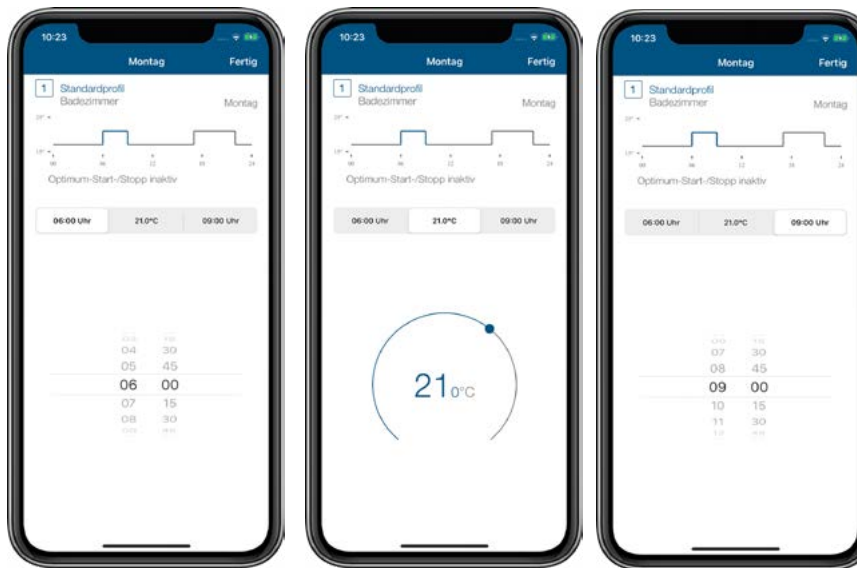 10:23
Montag Fertig
1 Standardprofil
Badezimmer Montag
Optimum-Start-/Stopp inaktiv
06:00 Uhr 21.0°C 09:00 Uhr
04 30
05 45
06 00
07 15
08 30
10:23
Montag Fertig
1 Standardprofil
Badezimmer Montag
Optimum-Start-/Stopp inaktiv
06:00 Uhr 21.0°C 09:00 Uhr
21 0°C
10:23
Montag Fertig
1 Standardprofil
Badezimmer Montag
Optimum-Start-/Stopp inaktiv
06:00 Uhr 21.0°C 09:00 Uhr
07 30
08 45
09 00
10 15
11 30